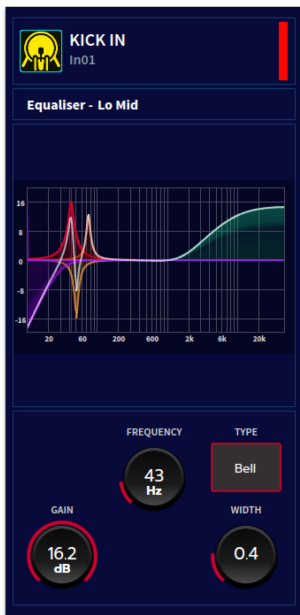 KICK IN
In01
Equaliser - Lo Mid
16
8
0
-8
-16
20 60 200 600 2k 6k 20k
FREQUENCY TYPE
43
Hz
Bell
GAIN WIDTH
16.2
dB
0.4